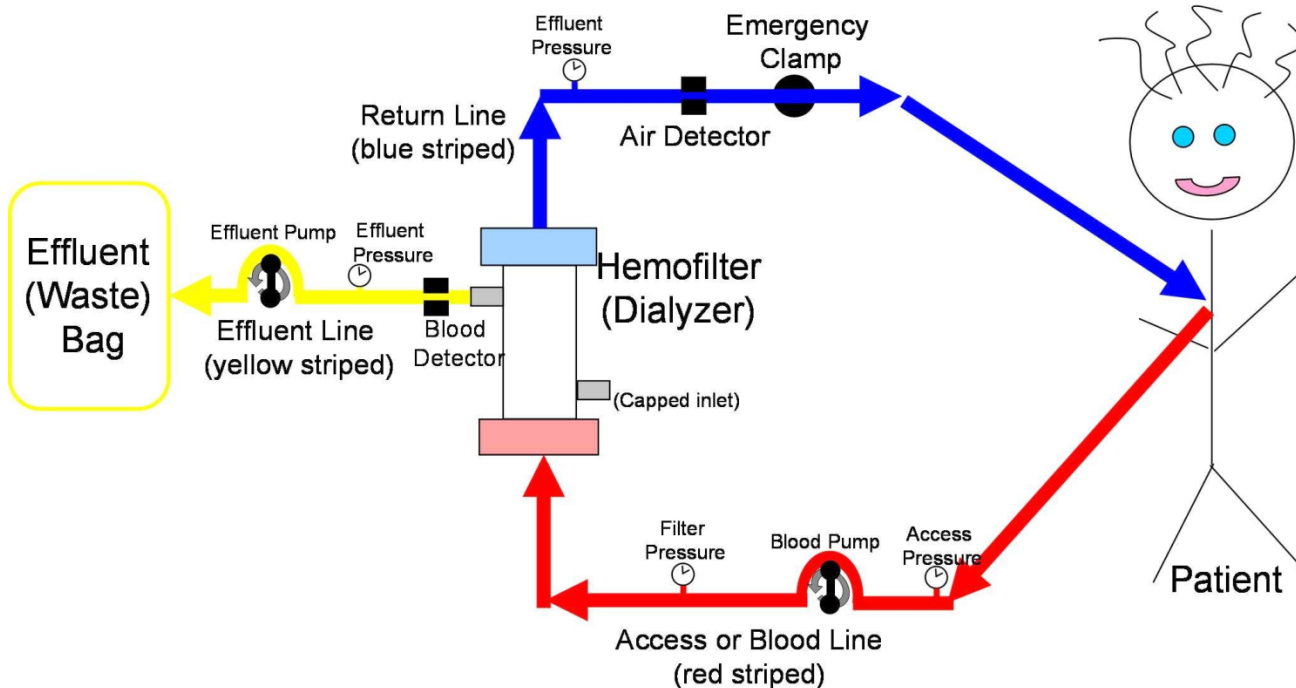 Effluent
Pressure
Emergency
Clamp
Return Line
(blue striped)
Air Detector
Effluent
(Waste)
Bag
Effluent Pump
Effluent
Pressure
Hemofilter
(Dialyzer)
Effluent Line
(yellow striped)
Blood
Detector
(Capped inlet)
Filter
Pressure
Blood Pump
Access
Pressure
Patient
Access or Blood Line
(red striped)